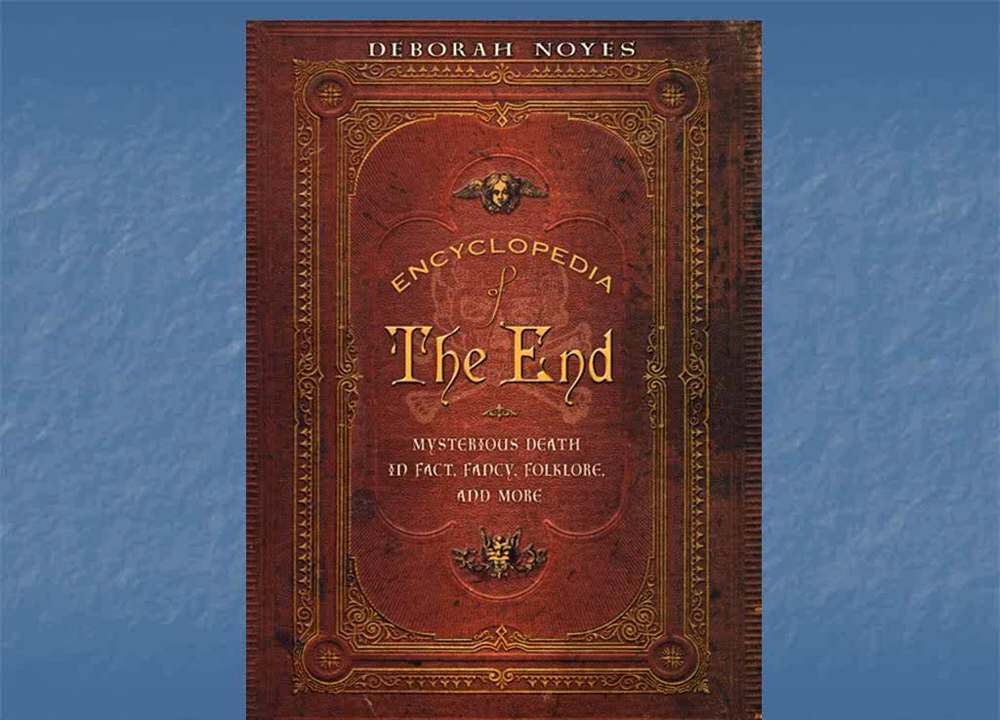 DEBORAH NOYES
ENCYCLOPEDIA
of
The End
MYSTERIOUS DEATH
IN FACT, FANCY, FOLKLORE,
AND MORE